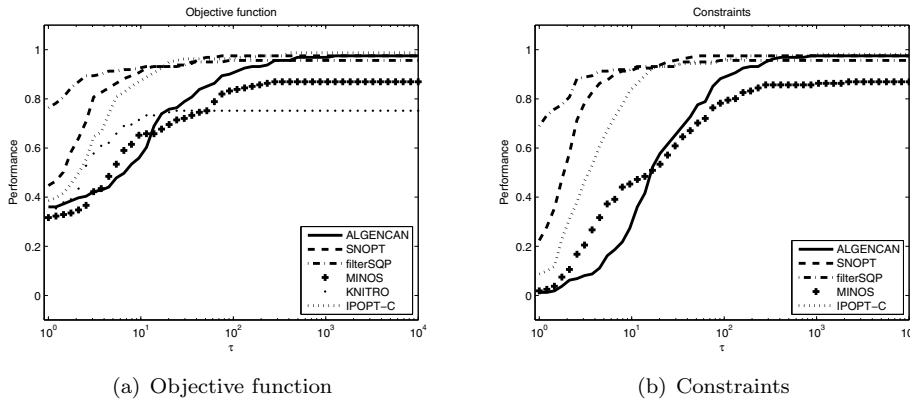 Objective function
1
0.8
0.6
0.4
0.2
0
Performance
10^0
10^1
10^2
10^3
10^4
τ
ALGENCAN
SNOPT
filterSQP
MINOS
KNITRO
IPOPT-C
(a) Objective function
Constraints
1
0.8
0.6
0.4
0.2
0
Performance
10^0
10^1
10^2
10^3
10
τ
ALGENCAN
SNOPT
filterSQP
MINOS
IPOPT-C
(b) Constraints